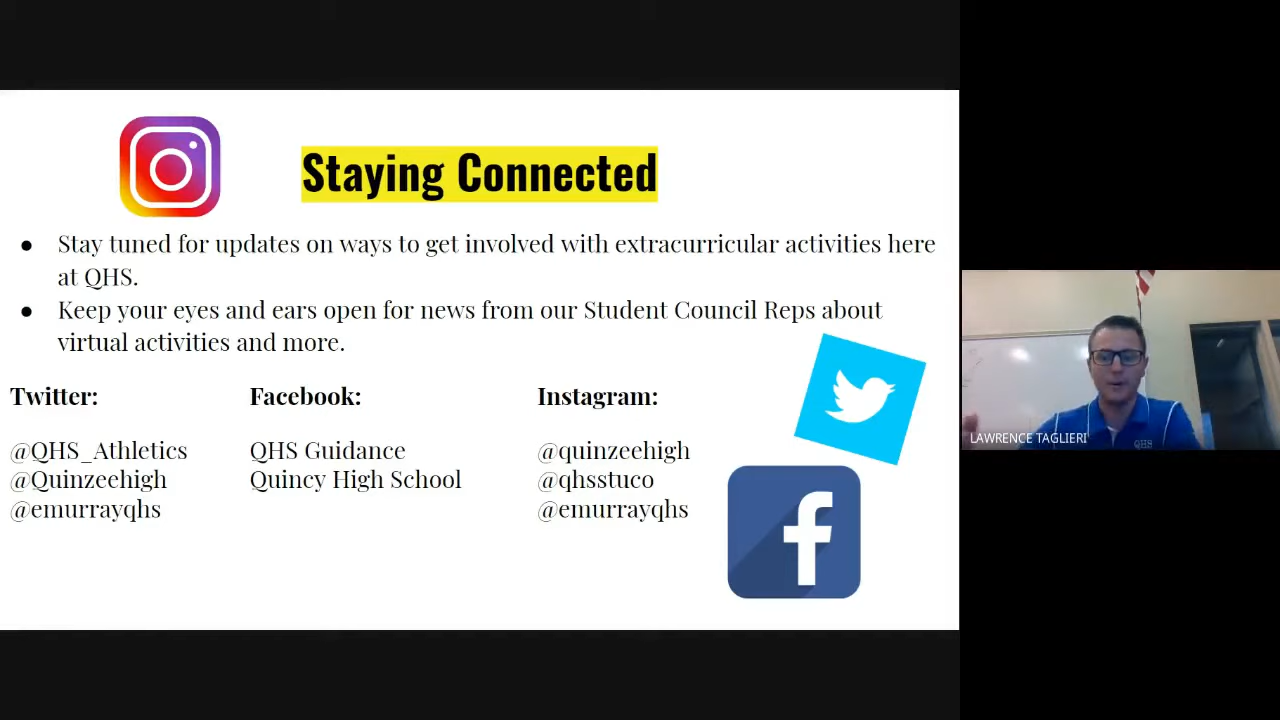 Staying Connected
● Stay tuned for updates on ways to get involved with extracurricular activities here
at QHS.
● Keep your eyes and ears open for news from our Student Council Reps about
virtual activities and more.
Twitter:
@QHS_Athletics
@Quinzeehigh
@emurrayqhs
Facebook:
QHS Guidance
Quincy High School
Instagram:
@quinzeehigh
@qhsstuco
@emurrayqhs
LAWRENCE TAGLIERI
QHS